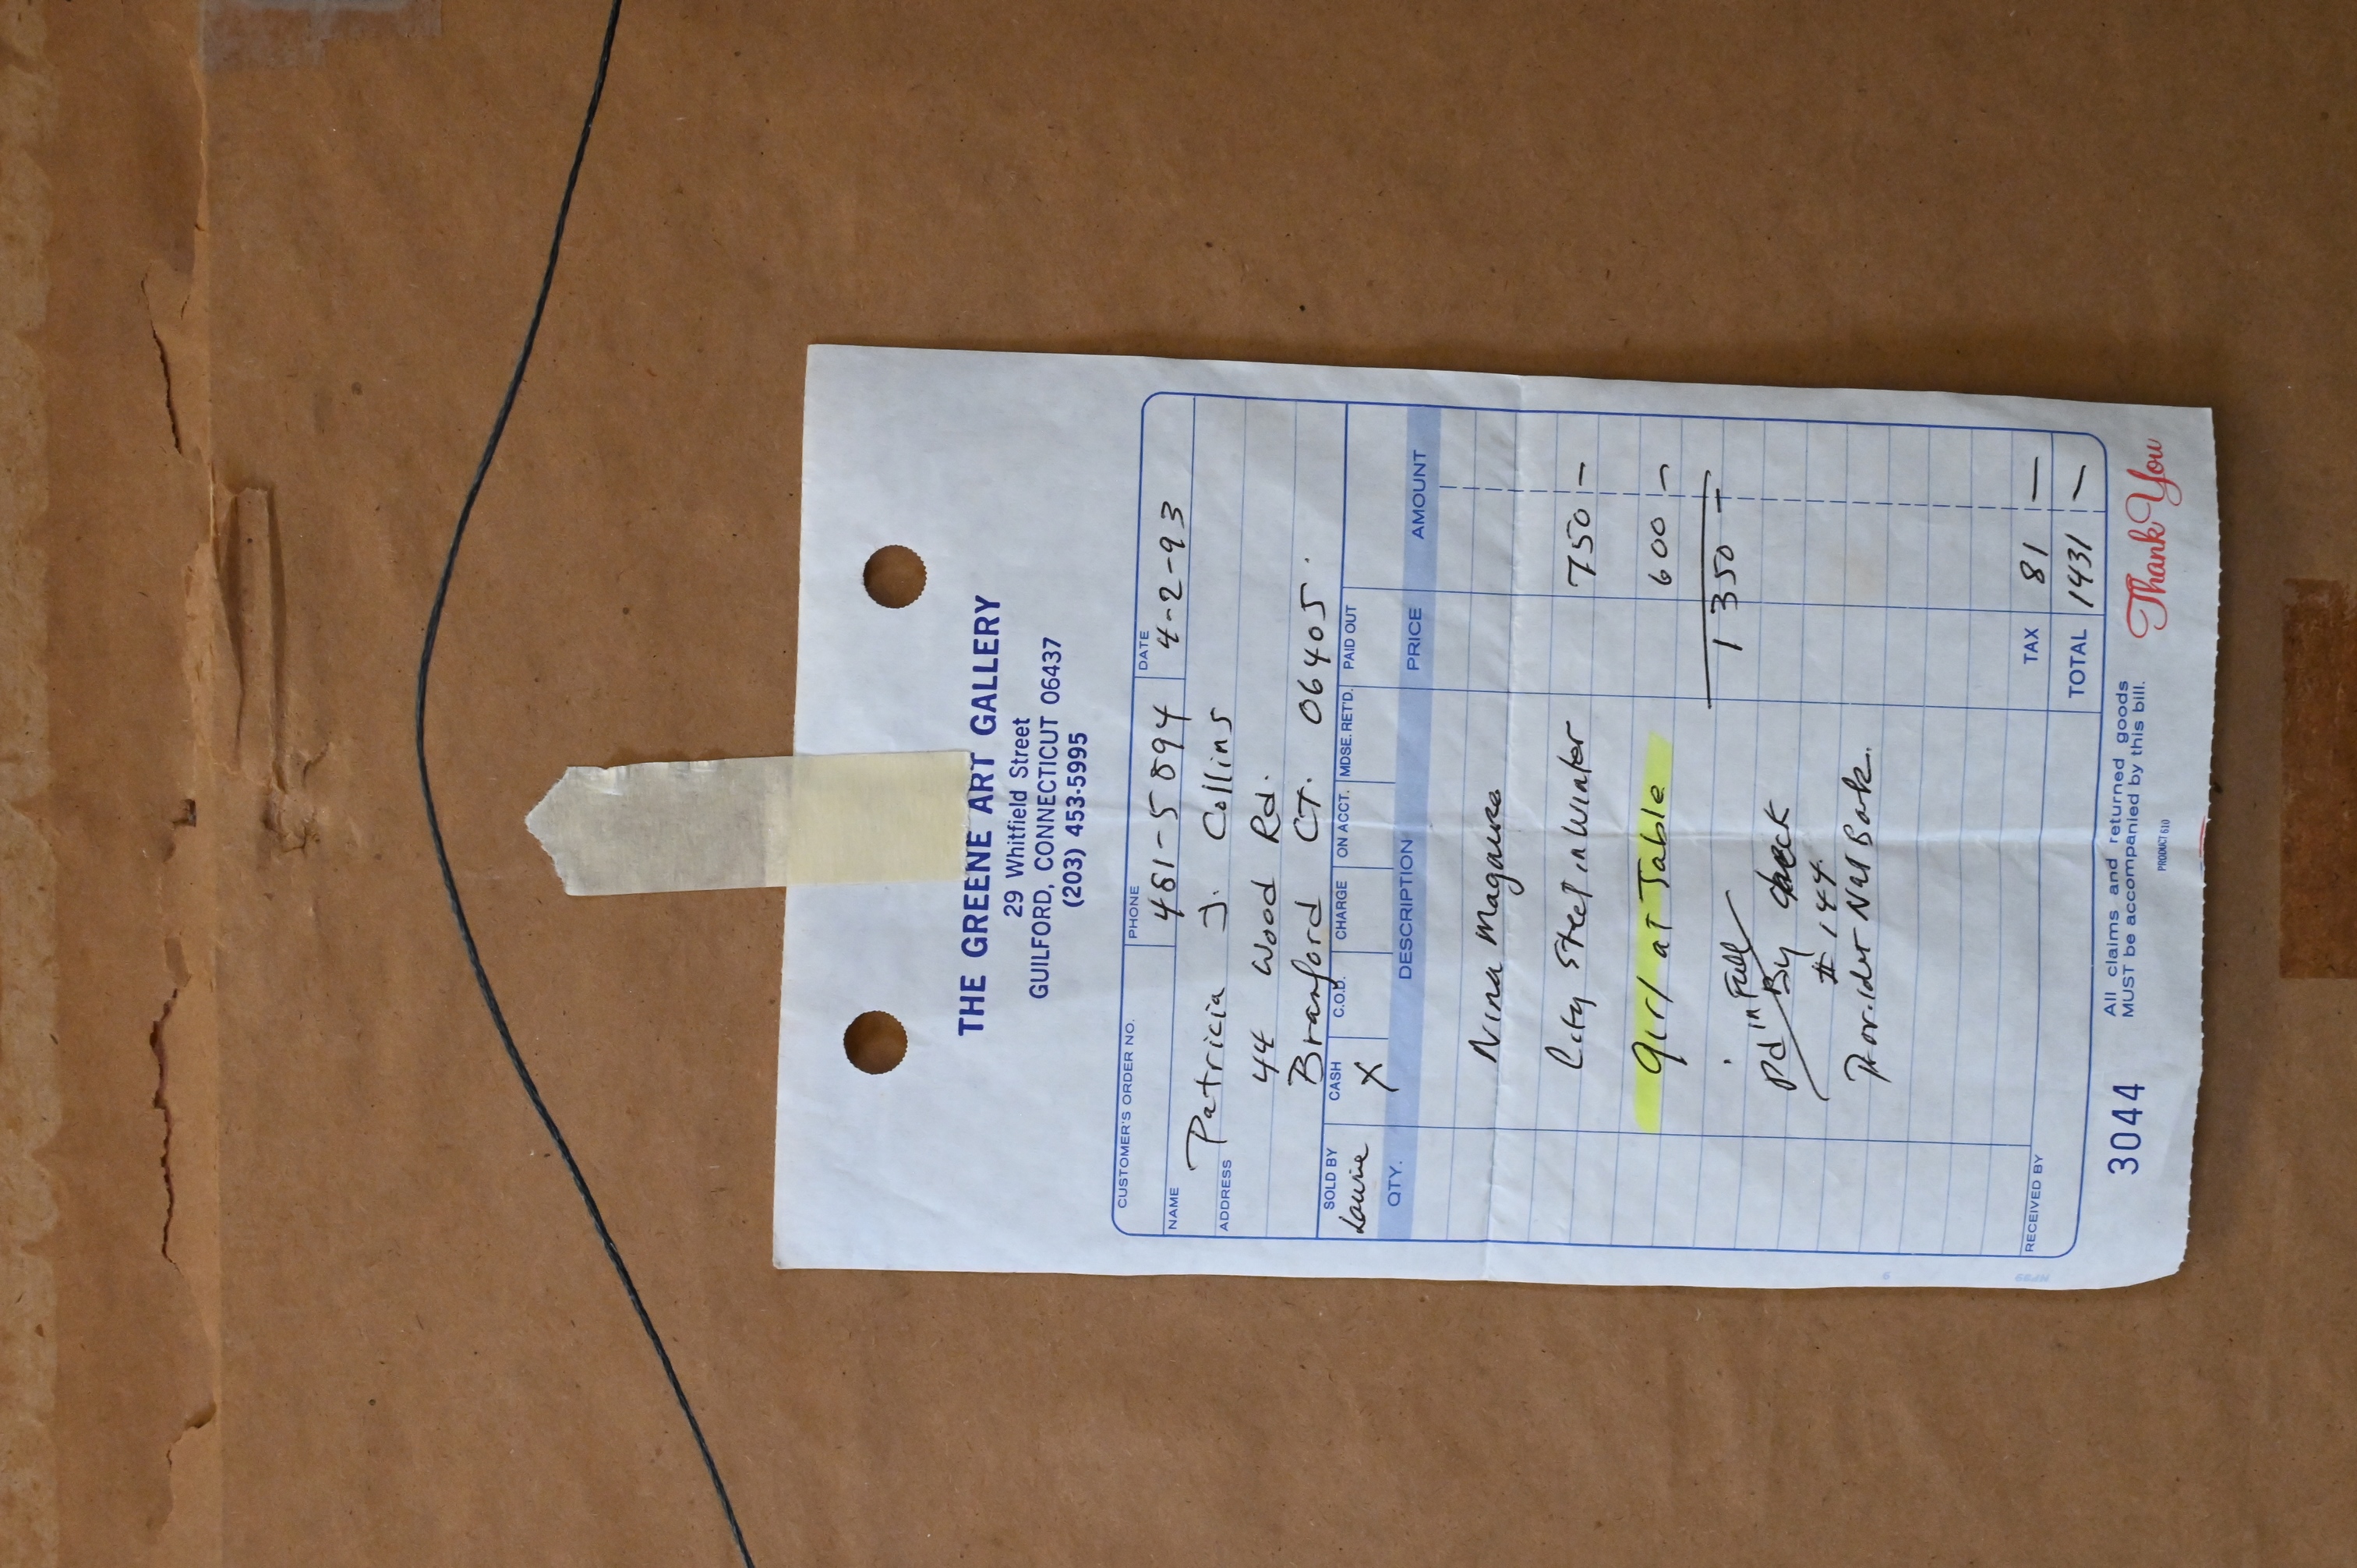 THE GREENE ART GALLERY
29 Whitfield Street
GUILFORD, CONNECTICUT 06437
(203) 453-5995
CUSTOMER'S ORDER NO. PHONE 481-5894 DATE 4-2-93
NAME Patricia J. Collins
ADDRESS 44 Wood Rd.
Branford CT. 06405.
SOLD BY CASH C.O.D. CHARGE ON ACCT. MDSE. RET'D. PAID OUT
Laurie X
QTY. DESCRIPTION PRICE AMOUNT
Nina Magauro
City Street in Winter 750 —
Girl at Table 600 —
1350 —
Pd in Full By check
# 144
Nat Bank.
TAX 81 —
RECEIVED BY TOTAL 1431 —
3044 All claims and returned goods
MUST be accompanied by this bill. Thank You
PRODUCT 610